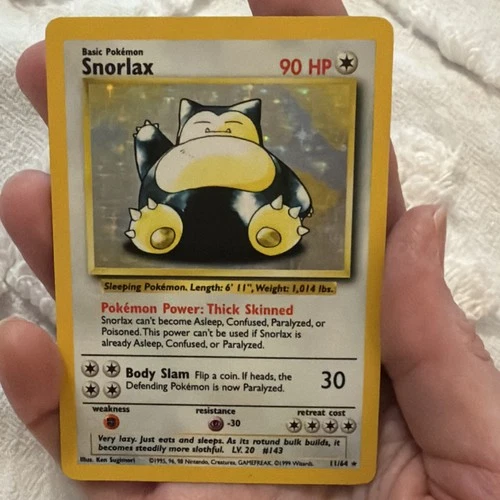 Basic Pokémon
Snorlax 90 HP
Sleeping Pokémon. Length: 6' 11", Weight: 1,014 lbs.
Pokémon Power: Thick Skinned
Snorlax can't become Asleep, Confused, Paralyzed, or
Poisoned. This power can't be used if Snorlax is
already Asleep, Confused, or Paralyzed.
Body Slam Flip a coin. If heads, the 30
Defending Pokémon is now Paralyzed.
weakness resistance retreat cost
-30
Very lazy. Just eats and sleeps. As its rotund bulk builds, it
becomes steadily more slothful. LV. 20 #143
Illus. Ken Sugimori ©1995, 96, 98 Nintendo, Creatures, GAMEFREAK. ©1999 Wizards. 11/64